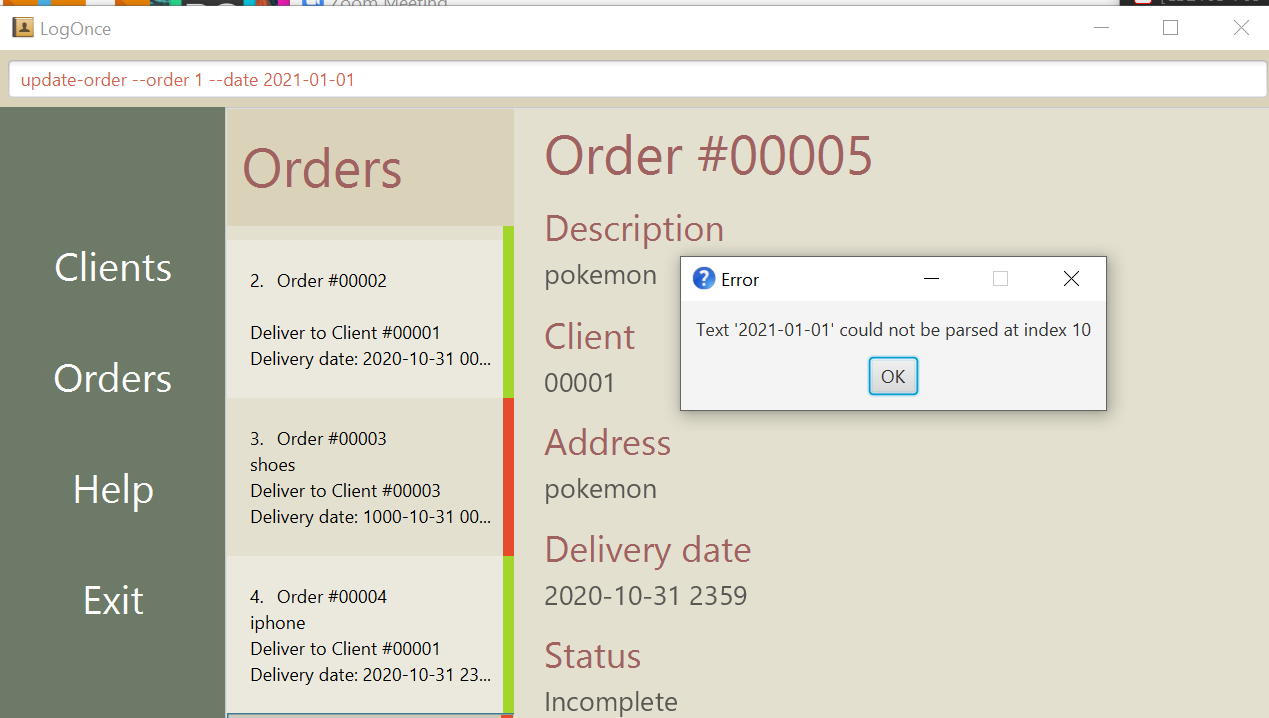 Zoom Meeting
LogOnce
update-order --order 1 --date 2021-01-01
Clients
Orders
Help
Exit
Orders
2. Order #00002
Deliver to Client #00001
Delivery date: 2020-10-31 00...
3. Order #00003
shoes
Deliver to Client #00003
Delivery date: 1000-10-31 00...
4. Order #00004
iphone
Deliver to Client #00001
Delivery date: 2020-10-31 23...
Order #00005
Description
pokemon
Client
00001
Address
pokemon
Delivery date
2020-10-31 2359
Status
Incomplete
Error
Text '2021-01-01' could not be parsed at index 10
OK